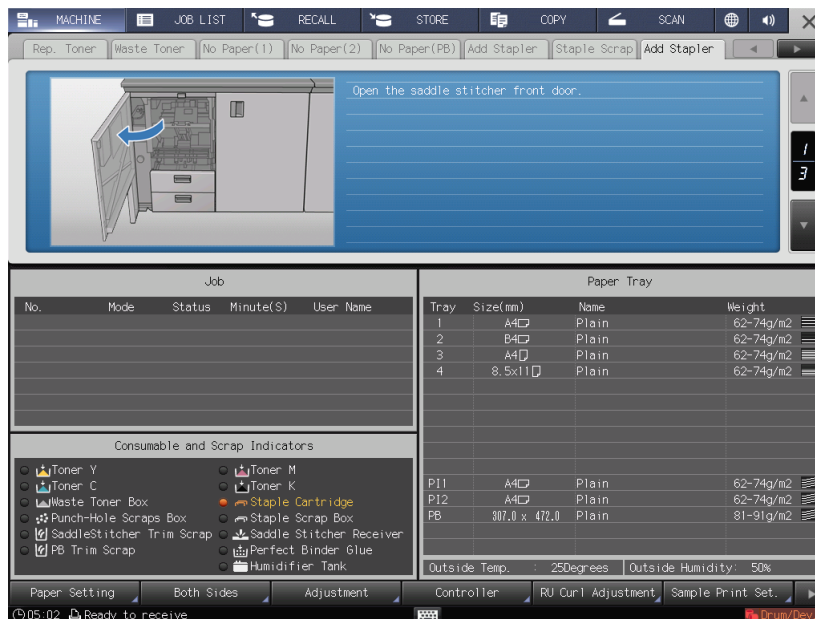 MACHINE JOB LIST RECALL STORE COPY SCAN
Rep. Toner Waste Toner No Paper(1) No Paper(2) No Paper(PB) Add Stapler Staple Scrap Add Stapler
Open the saddle stitcher front door.
1
3
Job
No. Mode Status Minute(S) User Name
Paper Tray
Tray Size(mm) Name Weight
1 A4 Plain 62-74g/m2
2 B4 Plain 62-74g/m2
3 A4 Plain 62-74g/m2
4 8.5x11 Plain 62-74g/m2
PI1 A4 Plain 62-74g/m2
PI2 A4 Plain 62-74g/m2
PB 307.0 x 472.0 Plain 81-91g/m2
Consumable and Scrap Indicators
Toner Y Toner M
Toner C Toner K
Waste Toner Box Staple Cartridge
Punch-Hole Scraps Box Staple Scrap Box
SaddleStitcher Trim Scrap Saddle Stitcher Receiver
PB Trim Scrap Perfect Binder Glue
Humidifier Tank
Outside Temp. : 25Degrees Outside Humidity: 50%
Paper Setting Both Sides Adjustment Controller RU Curl Adjustment Sample Print Set.
05:02 Ready to receive Drum/Dev